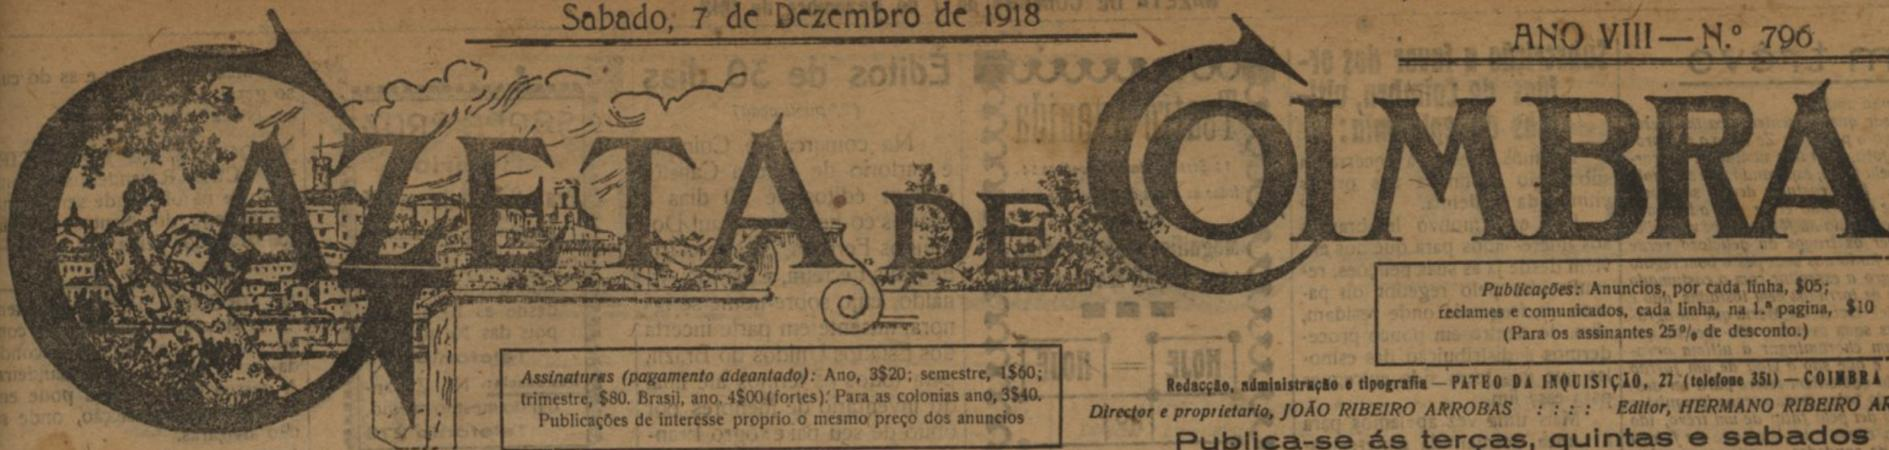 Sabado, 7 de Dezembro de 1918
ANO VIII — N.º 796
GAZETA DE COIMBRA
Publicações: Anuncios, por cada linha, $05;
reclames e comunicados, cada linha, na 1.ª pagina, $10
(Para os assinantes 25% de desconto.)
Assinaturas (pagamento adeantado): Ano, 3$20; semestre, 1$60;
trimestre, $80. Brasil, ano, 4$00 (fortes). Para as colonias ano, 3$40.
Publicações de interesse proprio o mesmo preço dos anuncios
Redacção, administração e tipografia — PATEO DA INQUISIÇÃO, 27 (telefone 351) — COIMBRA
Director e proprietario, JOÃO RIBEIRO ARROBAS : : : : Editor, HERMANO RIBEIRO AR
Publica-se ás terças, quintas e sabados